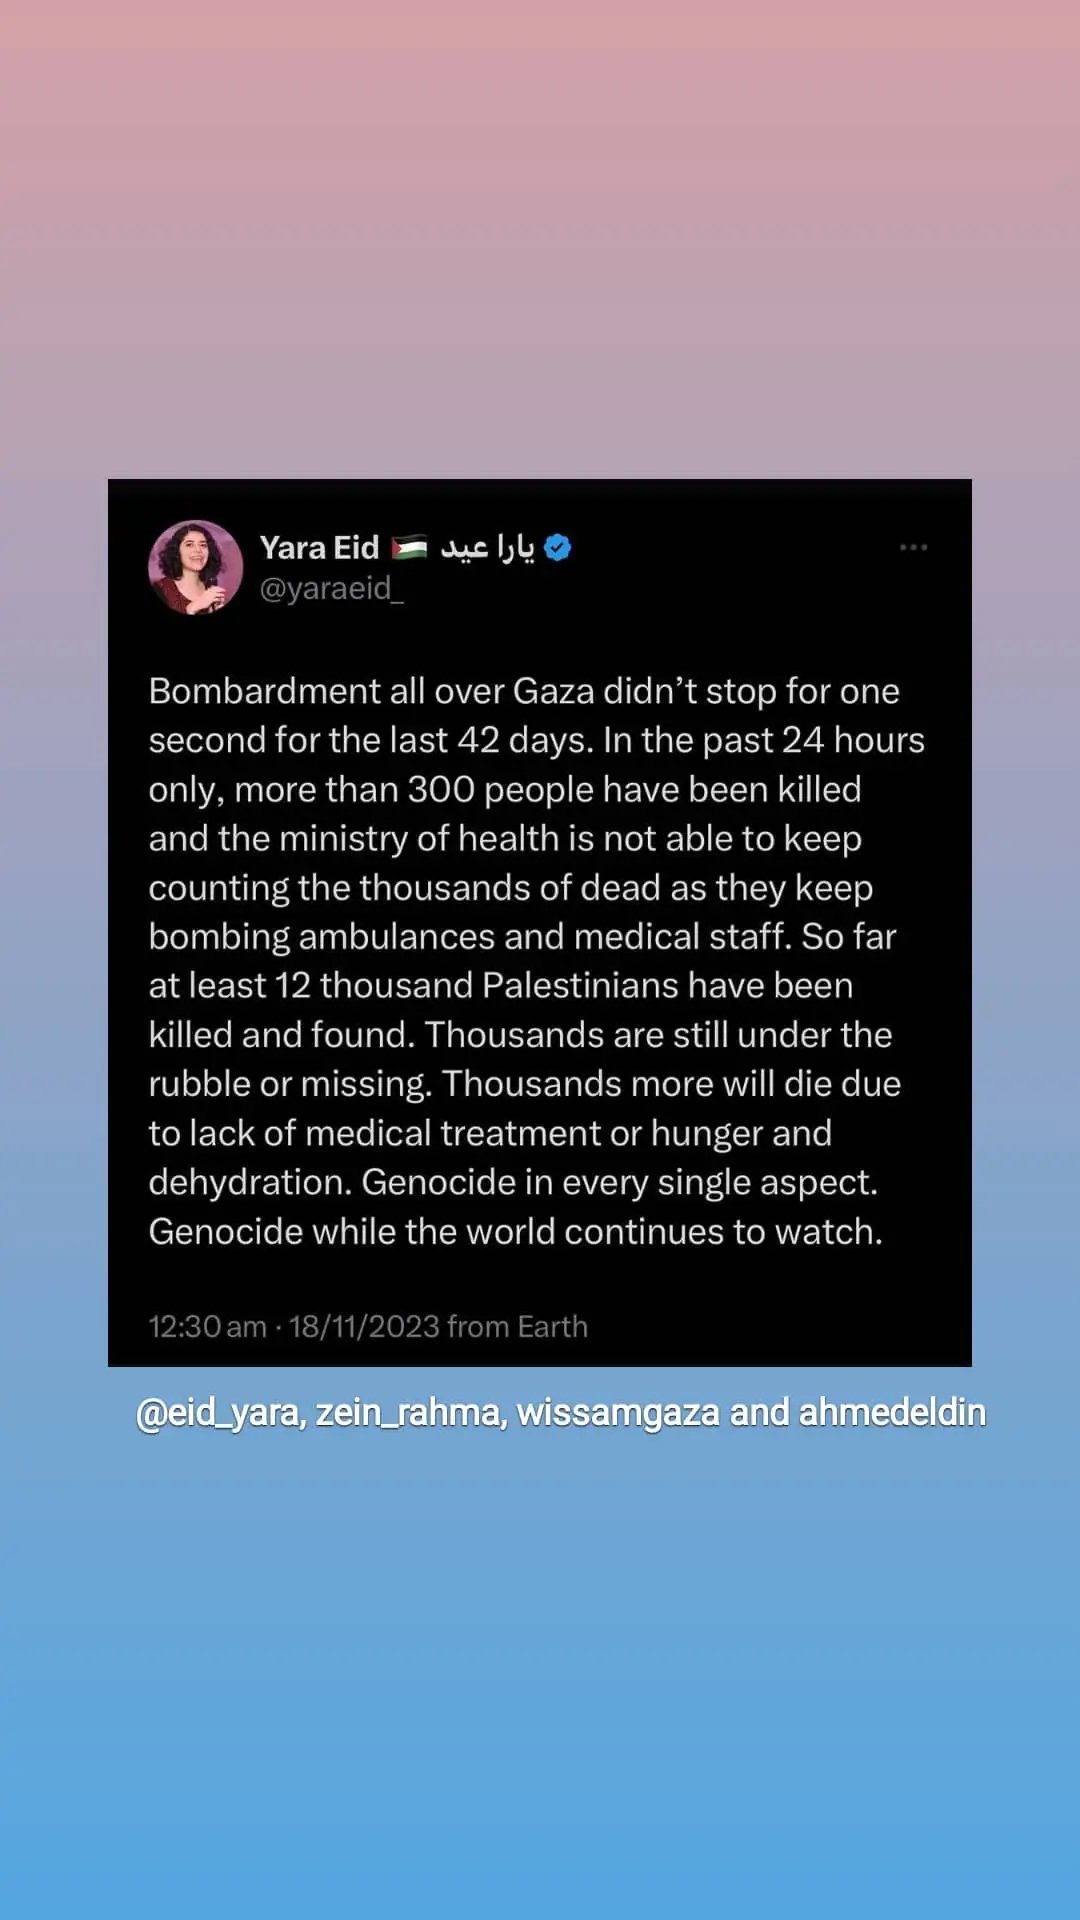 Yara Eid 🇵🇸 يارا عيد
@yaraeid_
Bombardment all over Gaza didn’t stop for one
second for the last 42 days. In the past 24 hours
only, more than 300 people have been killed
and the ministry of health is not able to keep
counting the thousands of dead as they keep
bombing ambulances and medical staff. So far
at least 12 thousand Palestinians have been
killed and found. Thousands are still under the
rubble or missing. Thousands more will die due
to lack of medical treatment or hunger and
dehydration. Genocide in every single aspect.
Genocide while the world continues to watch.
12:30 am · 18/11/2023 from Earth
@eid_yara, zein_rahma, wissamgaza and ahmedeldin